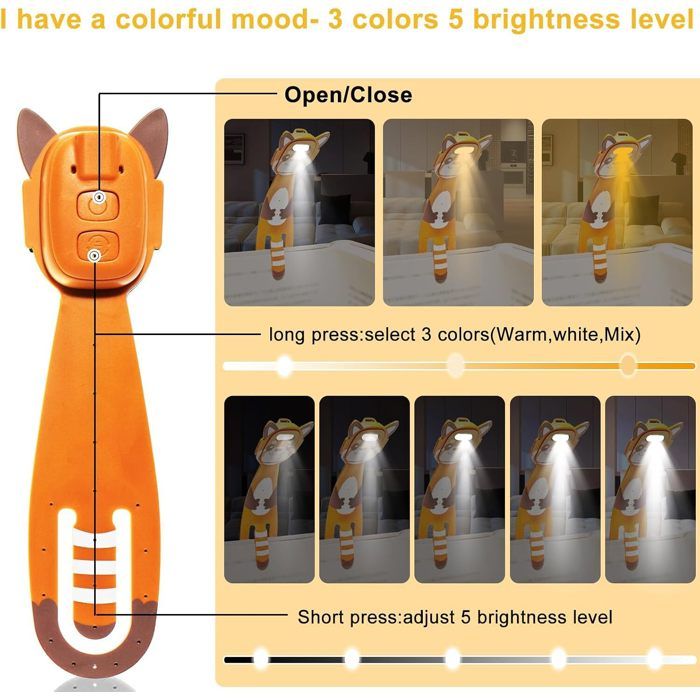 I have a colorful mood- 3 colors 5 brightness level
Open/Close
long press:select 3 colors(Warm,white,Mix)
Short press:adjust 5 brightness level